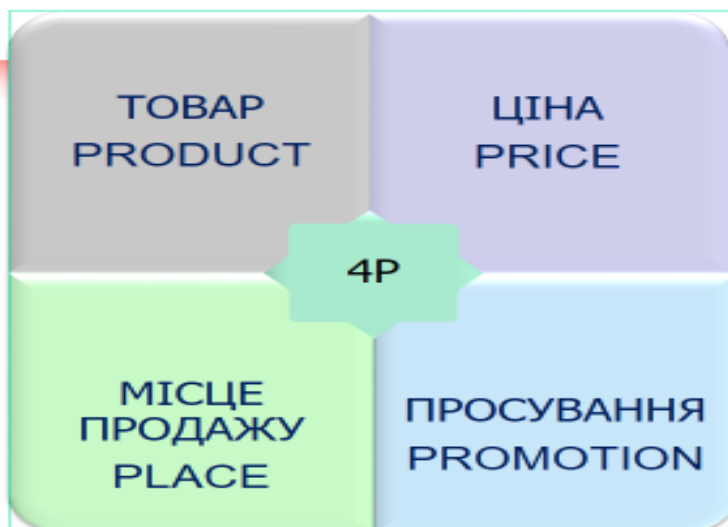 ТОВАР
PRODUCT
ЦІНА
PRICE
4P
МІСЦЕ
ПРОДАЖУ
PLACE
ПРОСУВАННЯ
PROMOTION